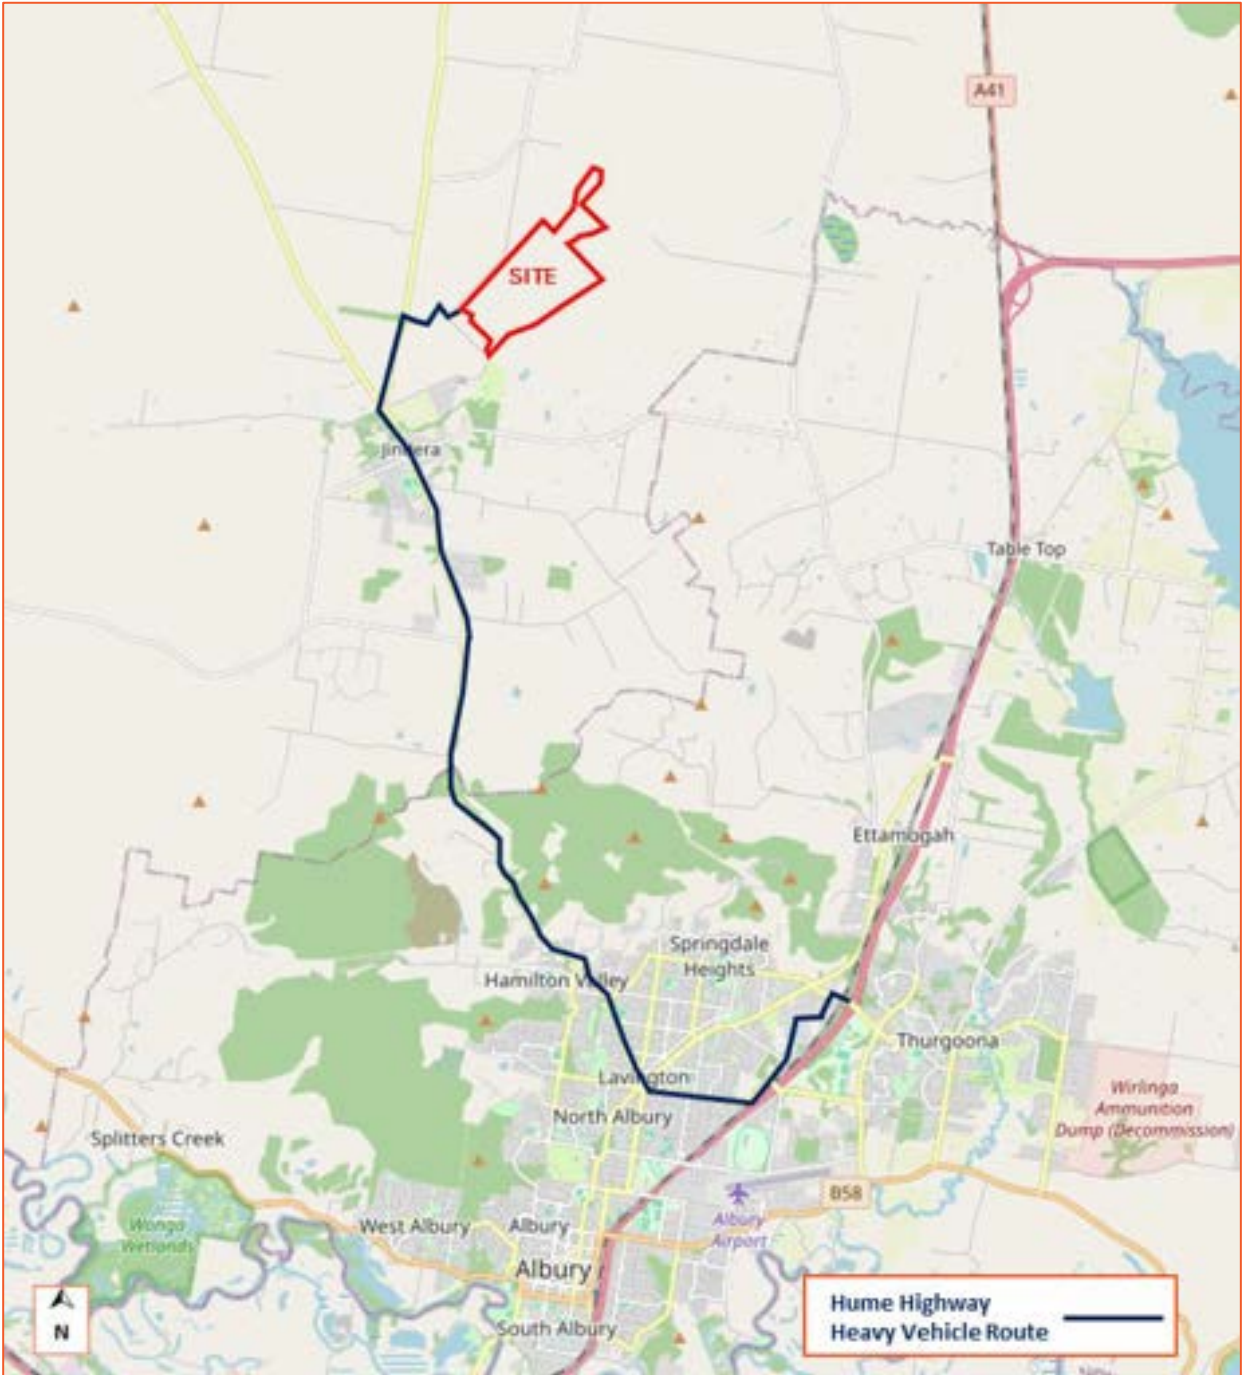 A41
SITE
Jindera
Table Top
Ettamogah
Springdale
Heights
Hamilton Valley
Thurgoona
Lavington
North Albury
Wirlinga
Ammunition
Dump (Decommission)
Splitters Creek
B58
West Albury
Albury
Albury
Airport
Wonga
Wetlands
Albury
South Albury
Hume Highway
Heavy Vehicle Route
N